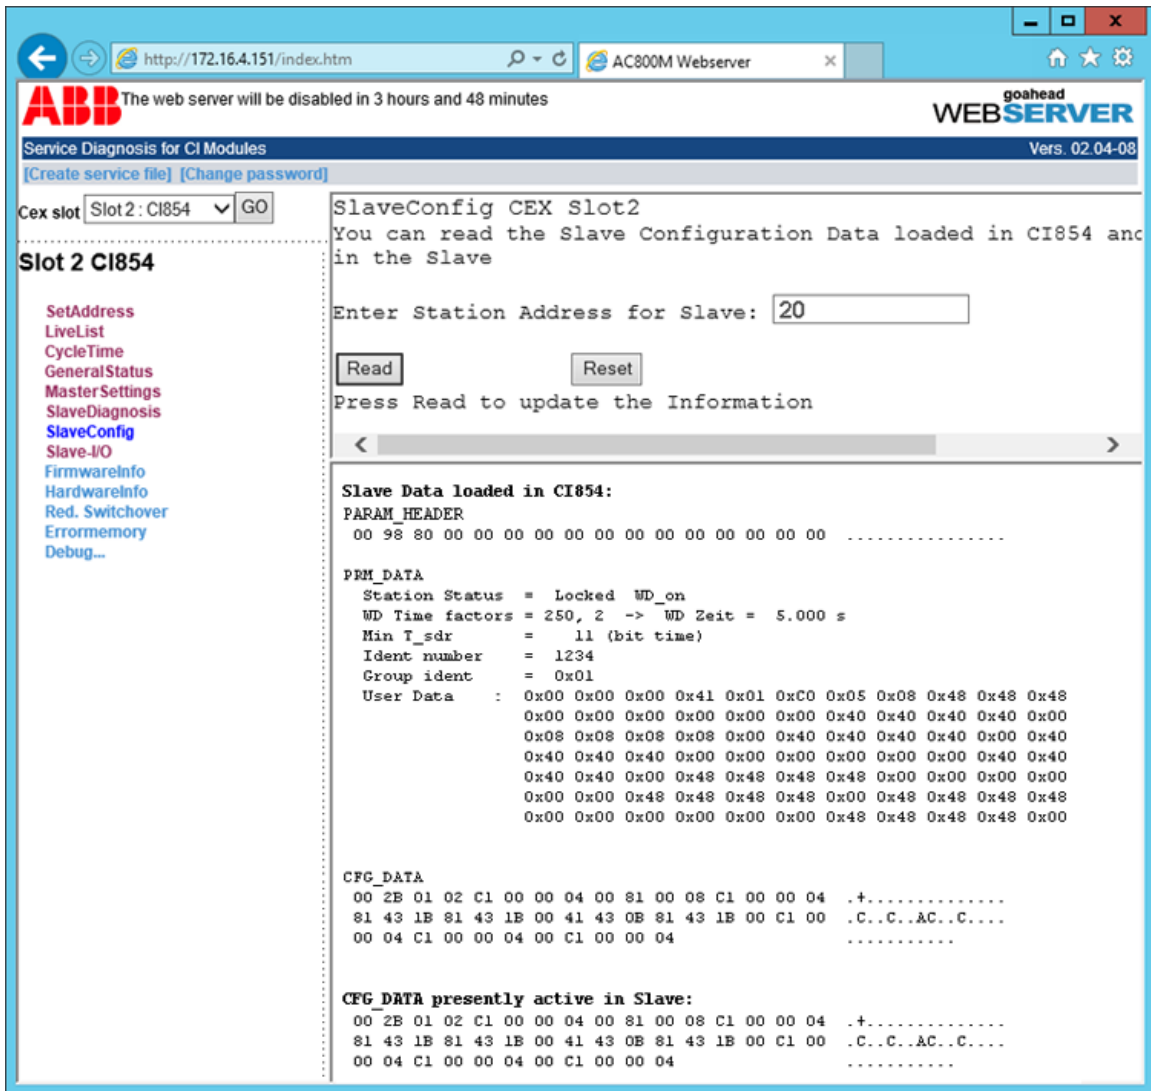 http://172.16.4.151/index.htm
AC800M Webserver
ABB The web server will be disabled in 3 hours and 48 minutes
goahead
WEBSERVER
Service Diagnosis for CI Modules Vers. 02.04-08
[Create service file] [Change password]
Cex slot Slot 2 : CI854 GO
Slot 2 CI854
SetAddress
LiveList
CycleTime
GeneralStatus
MasterSettings
SlaveDiagnosis
SlaveConfig
Slave-I/O
FirmwareInfo
HardwareInfo
Red. Switchover
Errormemory
Debug...
SlaveConfig CEX Slot2
You can read the Slave Configuration Data loaded in CI854 and
in the Slave
Enter Station Address for Slave: 20
Read Reset
Press Read to update the Information
Slave Data loaded in CI854:
PARAM_HEADER
00 98 80 00 00 00 00 00 00 00 00 00 00 00 00 00 ................
PRM_DATA
Station Status = Locked WD_on
WD Time factors = 250, 2 -> WD Zeit = 5.000 s
Min T_sdr = 11 (bit time)
Ident number = 1234
Group ident = 0x01
User Data : 0x00 0x00 0x00 0x41 0x01 0xC0 0x05 0x08 0x48 0x48 0x48
0x00 0x00 0x00 0x00 0x00 0x00 0x40 0x40 0x40 0x40 0x00
0x08 0x08 0x08 0x08 0x00 0x40 0x40 0x40 0x40 0x00 0x40
0x40 0x40 0x40 0x00 0x00 0x00 0x00 0x00 0x00 0x40 0x40
0x40 0x40 0x00 0x48 0x48 0x48 0x48 0x00 0x00 0x00 0x00
0x00 0x00 0x48 0x48 0x48 0x48 0x00 0x48 0x48 0x48 0x48
0x00 0x00 0x00 0x00 0x00 0x00 0x48 0x48 0x48 0x48 0x00
CFG_DATA
00 2B 01 02 C1 00 00 04 00 81 00 08 C1 00 00 04 .+..............
81 43 1B 81 43 1B 00 41 43 0B 81 43 1B 00 C1 00 .C..C..AC..C....
00 04 C1 00 00 04 00 C1 00 00 04 ...........
CFG_DATA presently active in Slave:
00 2B 01 02 C1 00 00 04 00 81 00 08 C1 00 00 04 .+..............
81 43 1B 81 43 1B 00 41 43 0B 81 43 1B 00 C1 00 .C..C..AC..C....
00 04 C1 00 00 04 00 C1 00 00 04 ...........